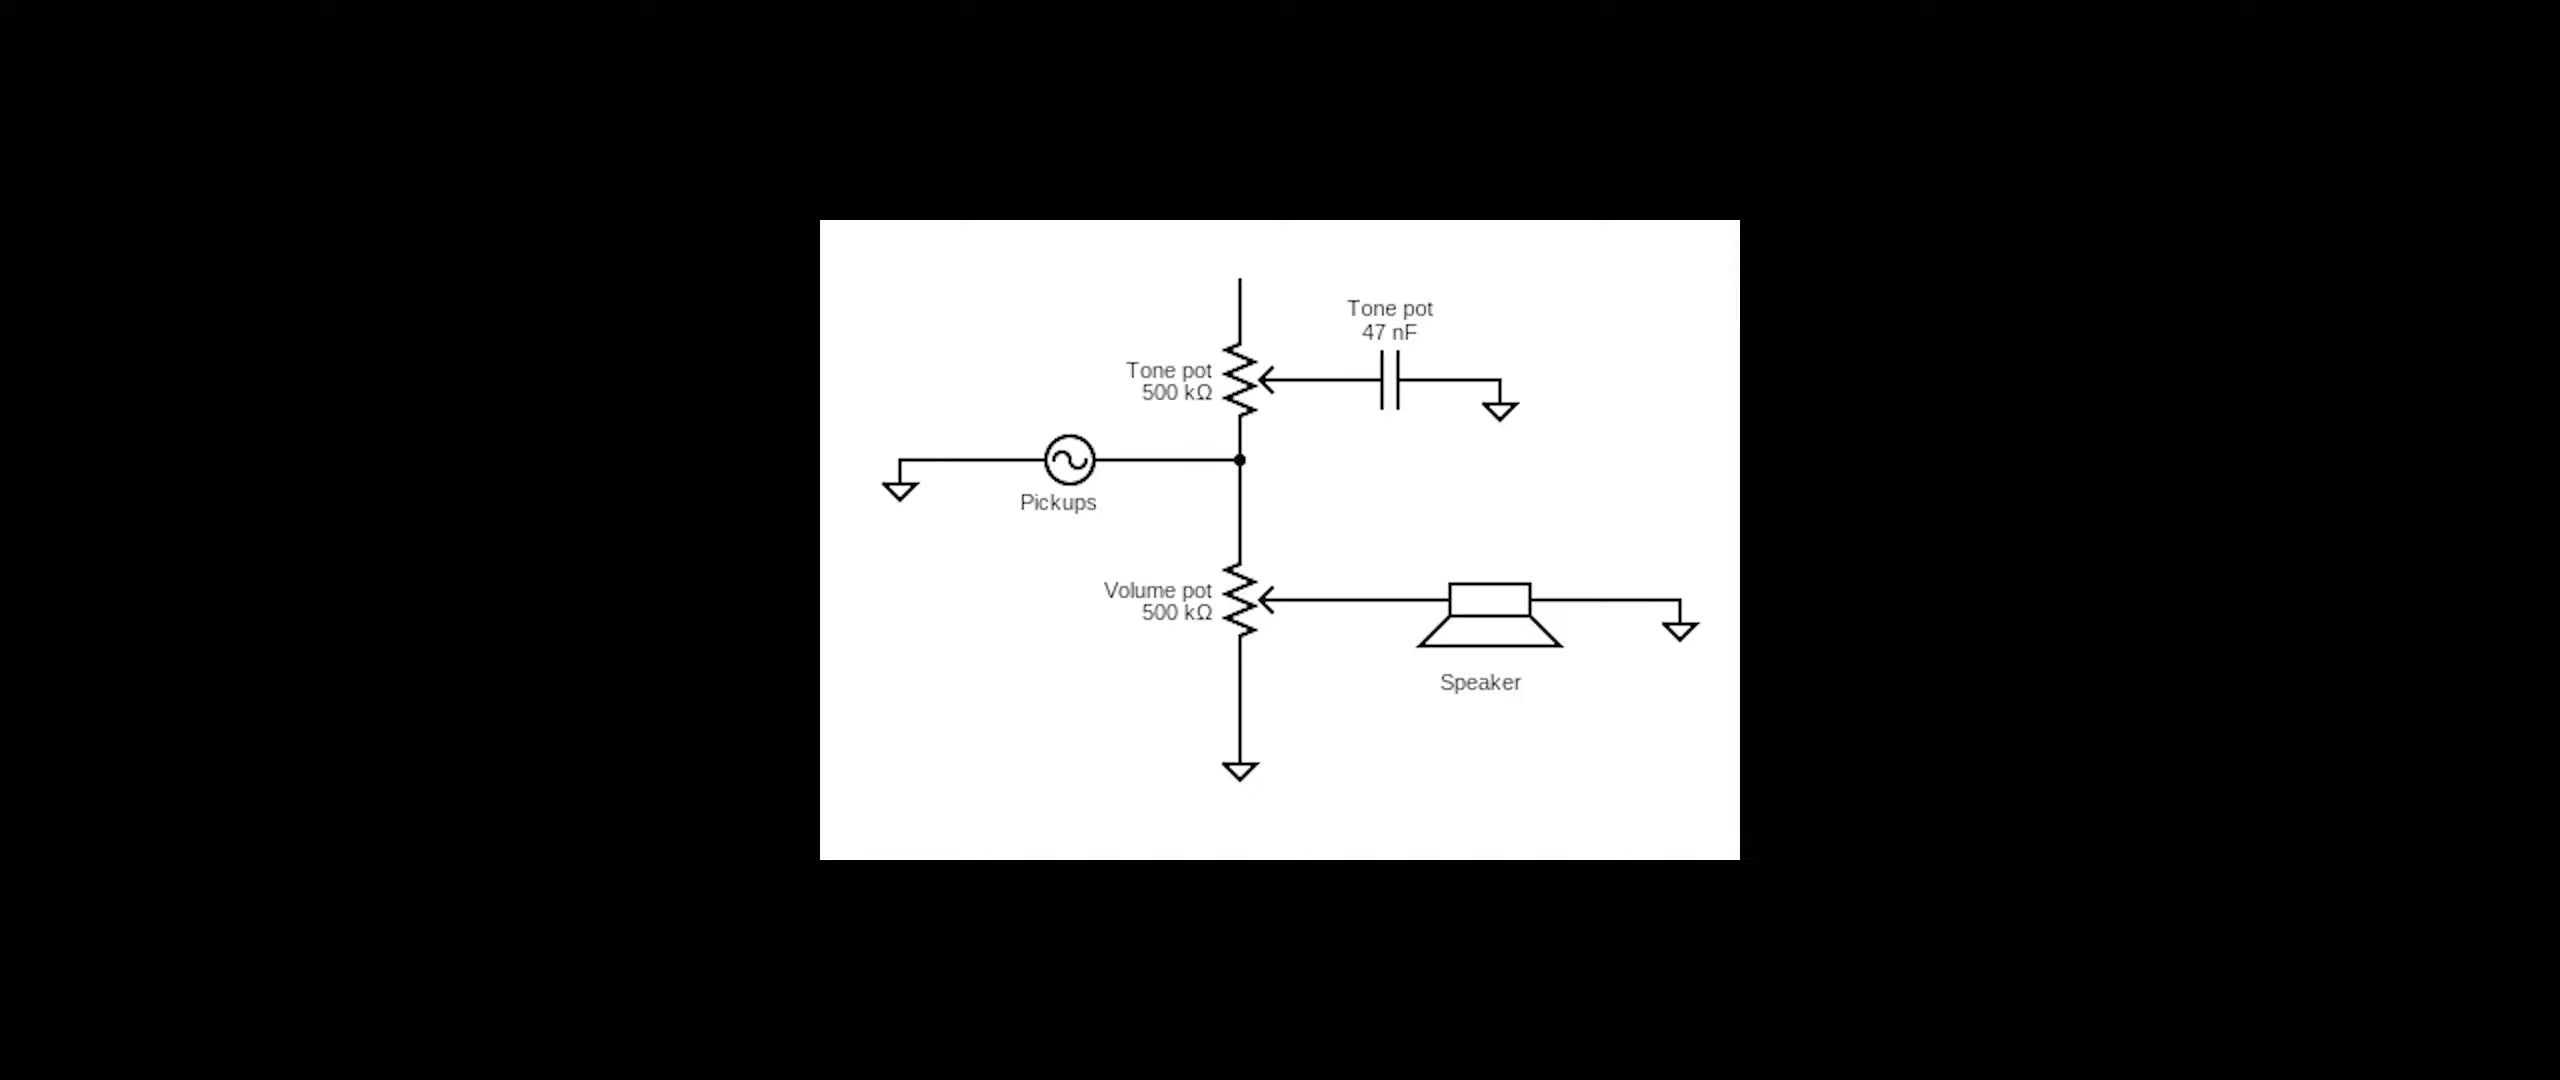 Tone pot
47 nF
Tone pot
500 kΩ
Pickups
Volume pot
500 kΩ
Speaker